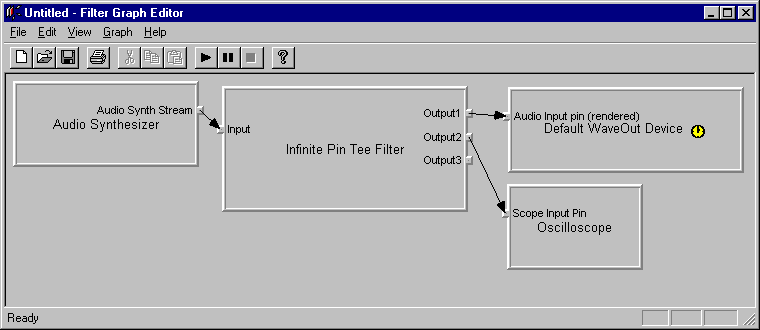 Untitled - Filter Graph Editor
File Edit View Graph Help
Audio Synth Stream
Audio Synthesizer
Input
Infinite Pin Tee Filter
Output1
Output2
Output3
Audio Input pin (rendered)
Default WaveOut Device
Scope Input Pin
Oscilloscope
Ready